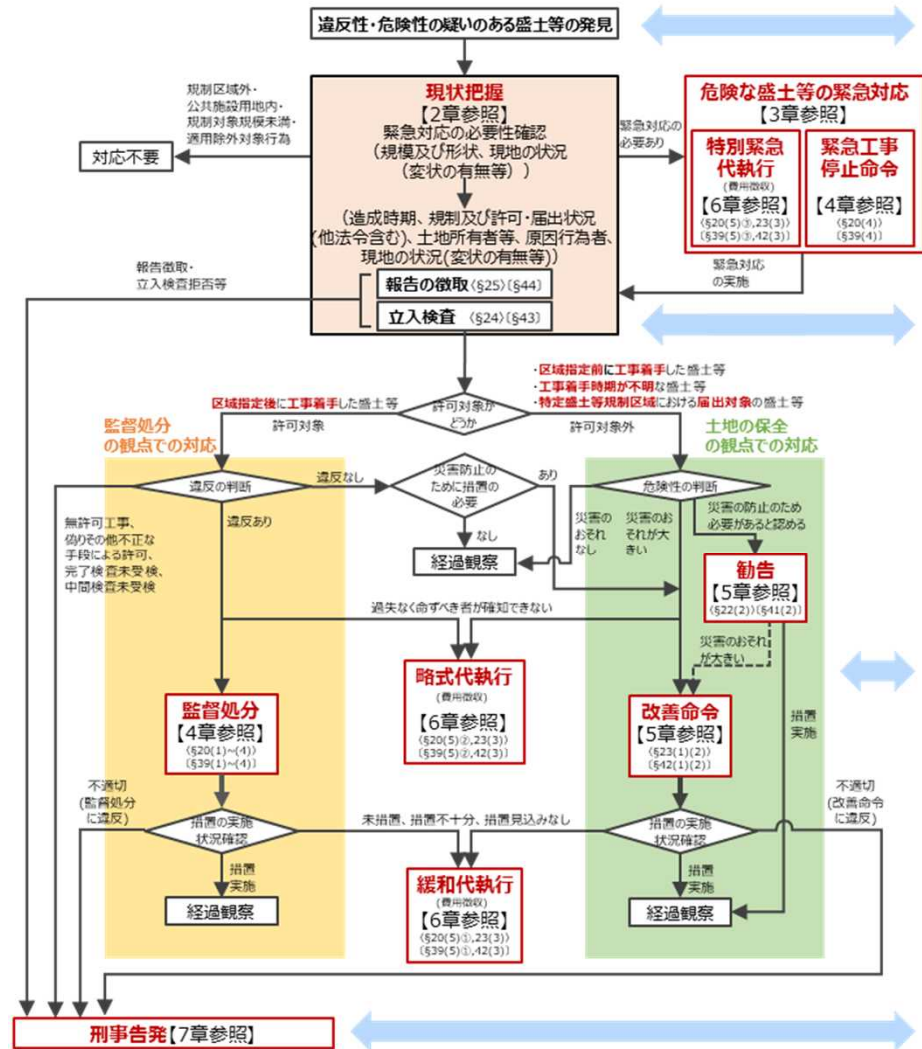 違反性・危険性の疑いのある盛土等の発見
規制区域外・
公共施設用地内・
規制対象規模未満・
適用除外対象行為
対応不要
現状把握
【2章参照】
緊急対応の必要性確認
(規模及び形状、現地の状況
(変状の有無等))
(造成時期、規制及び許可・届出状況
(他法令含む)、土地所有者等、原因行為者、
現地の状況(変状の有無等))
報告の徴取〈§25〉〔§44〕
立入検査〈§24〉〔§43〕
緊急対応の
必要あり
危険な盛土等の緊急対応
【3章参照】
特別緊急
代執行
(費用徴収)
【6章参照】
〈§20(5)③,23(3)〉
〔§39(5)③,42(3)〕
緊急工事
停止命令
【4章参照】
〈§20(4)〉
〔§39(4)〕
緊急対応
の実施
報告徴取・
立入検査拒否等
・区域指定前に工事着手した盛土等
・工事着手時期が不明な盛土等
・特定盛土等規制区域における届出対象の盛土等
区域指定後に工事着手した盛土等
許可対象
許可対象が
どうか
許可対象外
監督処分
の観点での対応
土地の保全
の観点での対応
違反の判断
違反なし
災害防止の
ために措置の
必要
あり
なし
経過観察
危険性の判断
災害の
おそれ
なし
災害のお
それが大
きい
災害の防止のため
必要があると認める
勧告
【5章参照】
〈§22(2)〉〔§41(2)〕
無許可工事、
偽りその他不正な
手段による許可、
完了検査未受検、
中間検査未受検
違反あり
過失なく命ずべき者が確知できない
災害のおそれ
が大きい
略式代執行
(費用徴収)
【6章参照】
〈§20(5)②,23(3)〉
〔§39(5)②,42(3)〕
監督処分
【4章参照】
〈§20(1)~(4)〉
〔§39(1)~(4)〕
改善命令
【5章参照】
〈§23(1)(2)〉
〔§42(1)(2)〕
措置
実施
不適切
(監督処分
に違反)
措置の実施
状況確認
未措置、措置不十分、措置見込みなし
措置の実施
状況確認
不適切
(改善命令
に違反)
措置
実施
経過観察
緩和代執行
(費用徴収)
【6章参照】
〈§20(5)①,23(3)〉
〔§39(5)①,42(3)〕
措置
実施
経過観察
刑事告発【7章参照】